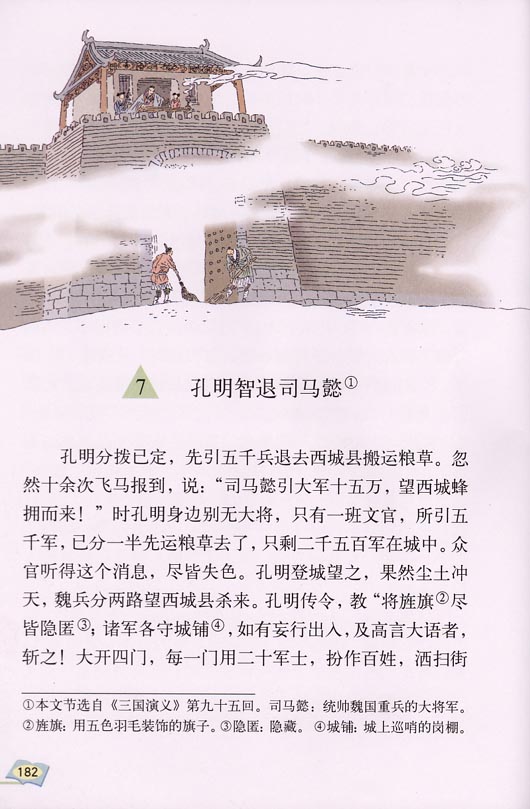 7 孔明智退司马懿①
孔明分拨已定，先引五千兵退去西城县搬运粮草。忽
然十余次飞马报到，说：“司马懿引大军十五万，望西城蜂
拥而来！”时孔明身边别无大将，只有一班文官，所引五
千军，已分一半先运粮草去了，只剩二千五百军在城中。众
官听得这个消息，尽皆失色。孔明登城望之，果然尘土冲
天，魏兵分两路望西城县杀来。孔明传令，教“将旌旗②尽
皆隐匿③；诸军各守城铺④，如有妄行出入，及高言大语者，
斩之！大开四门，每一门用二十军士，扮作百姓，洒扫街
①本文节选自《三国演义》第九十五回。司马懿：统帅魏国重兵的大将军。
②旌旗：用五色羽毛装饰的旗子。③隐匿：隐藏。④城铺：城上巡哨的岗棚。
182